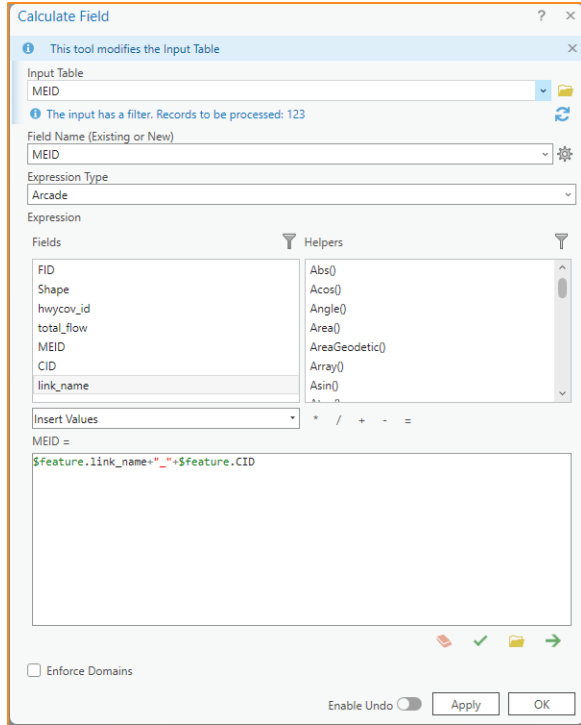 Calculate Field
?
This tool modifies the Input Table
Input Table
MEID
The input has a filter. Records to be processed: 123
Field Name (Existing or New)
MEID
Expression Type
Arcade
Expression
Fields
Helpers
FID
Shape
hwycov_id
total_flow
MEID
CID
link_name
Abs()
Acos()
Angle()
Area()
AreaGeodetic()
Array()
Asin()
Insert Values
* / + - =
MEID =
$feature.link_name+"_"+$feature.CID
Enforce Domains
Enable Undo
Apply
OK